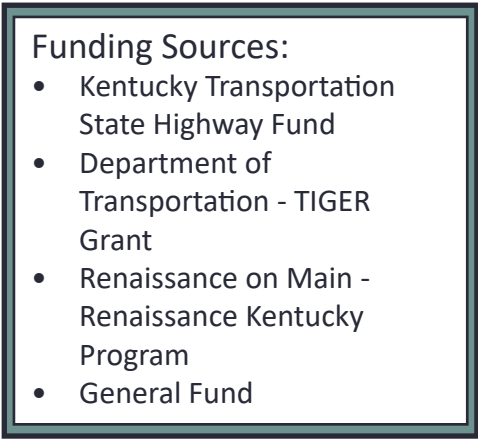 Funding Sources:
• Kentucky Transportation
State Highway Fund
• Department of
Transportation - TIGER
Grant
• Renaissance on Main -
Renaissance Kentucky
Program
• General Fund